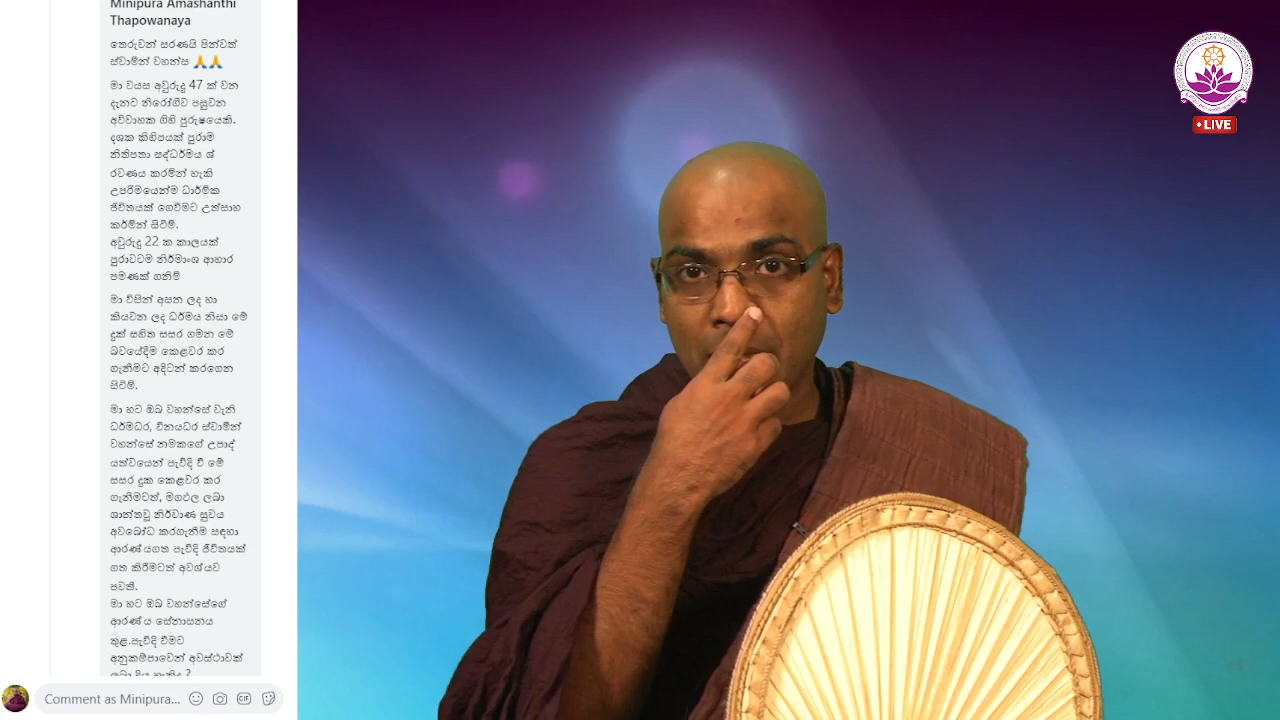 Minipura Amashanthi
Thapowanaya
තෙරුවන් සරණයි පින්වත්
ස්වාමීන් වහන්ස 🙏🙏
මා වයස අවුරුදු 47 ක් වන
දැනට නිරෝගීව පසුවන
අවිවාහක ගිහි පුරුෂයෙකි.
දශක කිහිපයක් පුරාම
නිතිපතා සද්ධර්මය ශ්
රවණය කරමින් හැකි
උපරිමයෙන්ම ධාර්මික
ජීවිතයක් ගෙවීමට උත්සාහ
කර්මින් සිටිමි.
අවුරුදු 22 ක කාලයක්
පුරාවටම නිර්මාංශ ආහාර
පමණක් ගනිමි
මා විසින් අසන ලද හා
කියවන ලද ධර්මය නිසා මේ
දුක් සහිත සසර ගමන මේ
බවයේදීම කෙළවර කර
ගැනීමට අදිටන් කරගෙන
සිටිමි.
මා හට ඔබ වහන්සේ වැනි
ධර්මධර, විනයධර ස්වාමීන්
වහන්සේ නමකගේ උපාද්
යත්වයෙන් පැවිදි වී මේ
සසර දුක කෙළවර කර
ගැනීමටත්, මගඵල ලබා
ශාන්තවූ නිර්වාණ සුවය
අවබෝධ කරගැනීම සඳහා
ආරණ්‍යගත පැවිදි ජීවිතයක්
ගත කිරීමටත් අවශ්‍යව
පවතී.
මා හට ඔබ වහන්සේගේ
ආරණ්‍ය සේනාසනය
තුළ.පැවිදි වීමට
අනුකම්පාවෙන් අවස්ථාවක්
ලබා දිය හැකිද ?
Comment as Minipura...
GIF
• LIVE